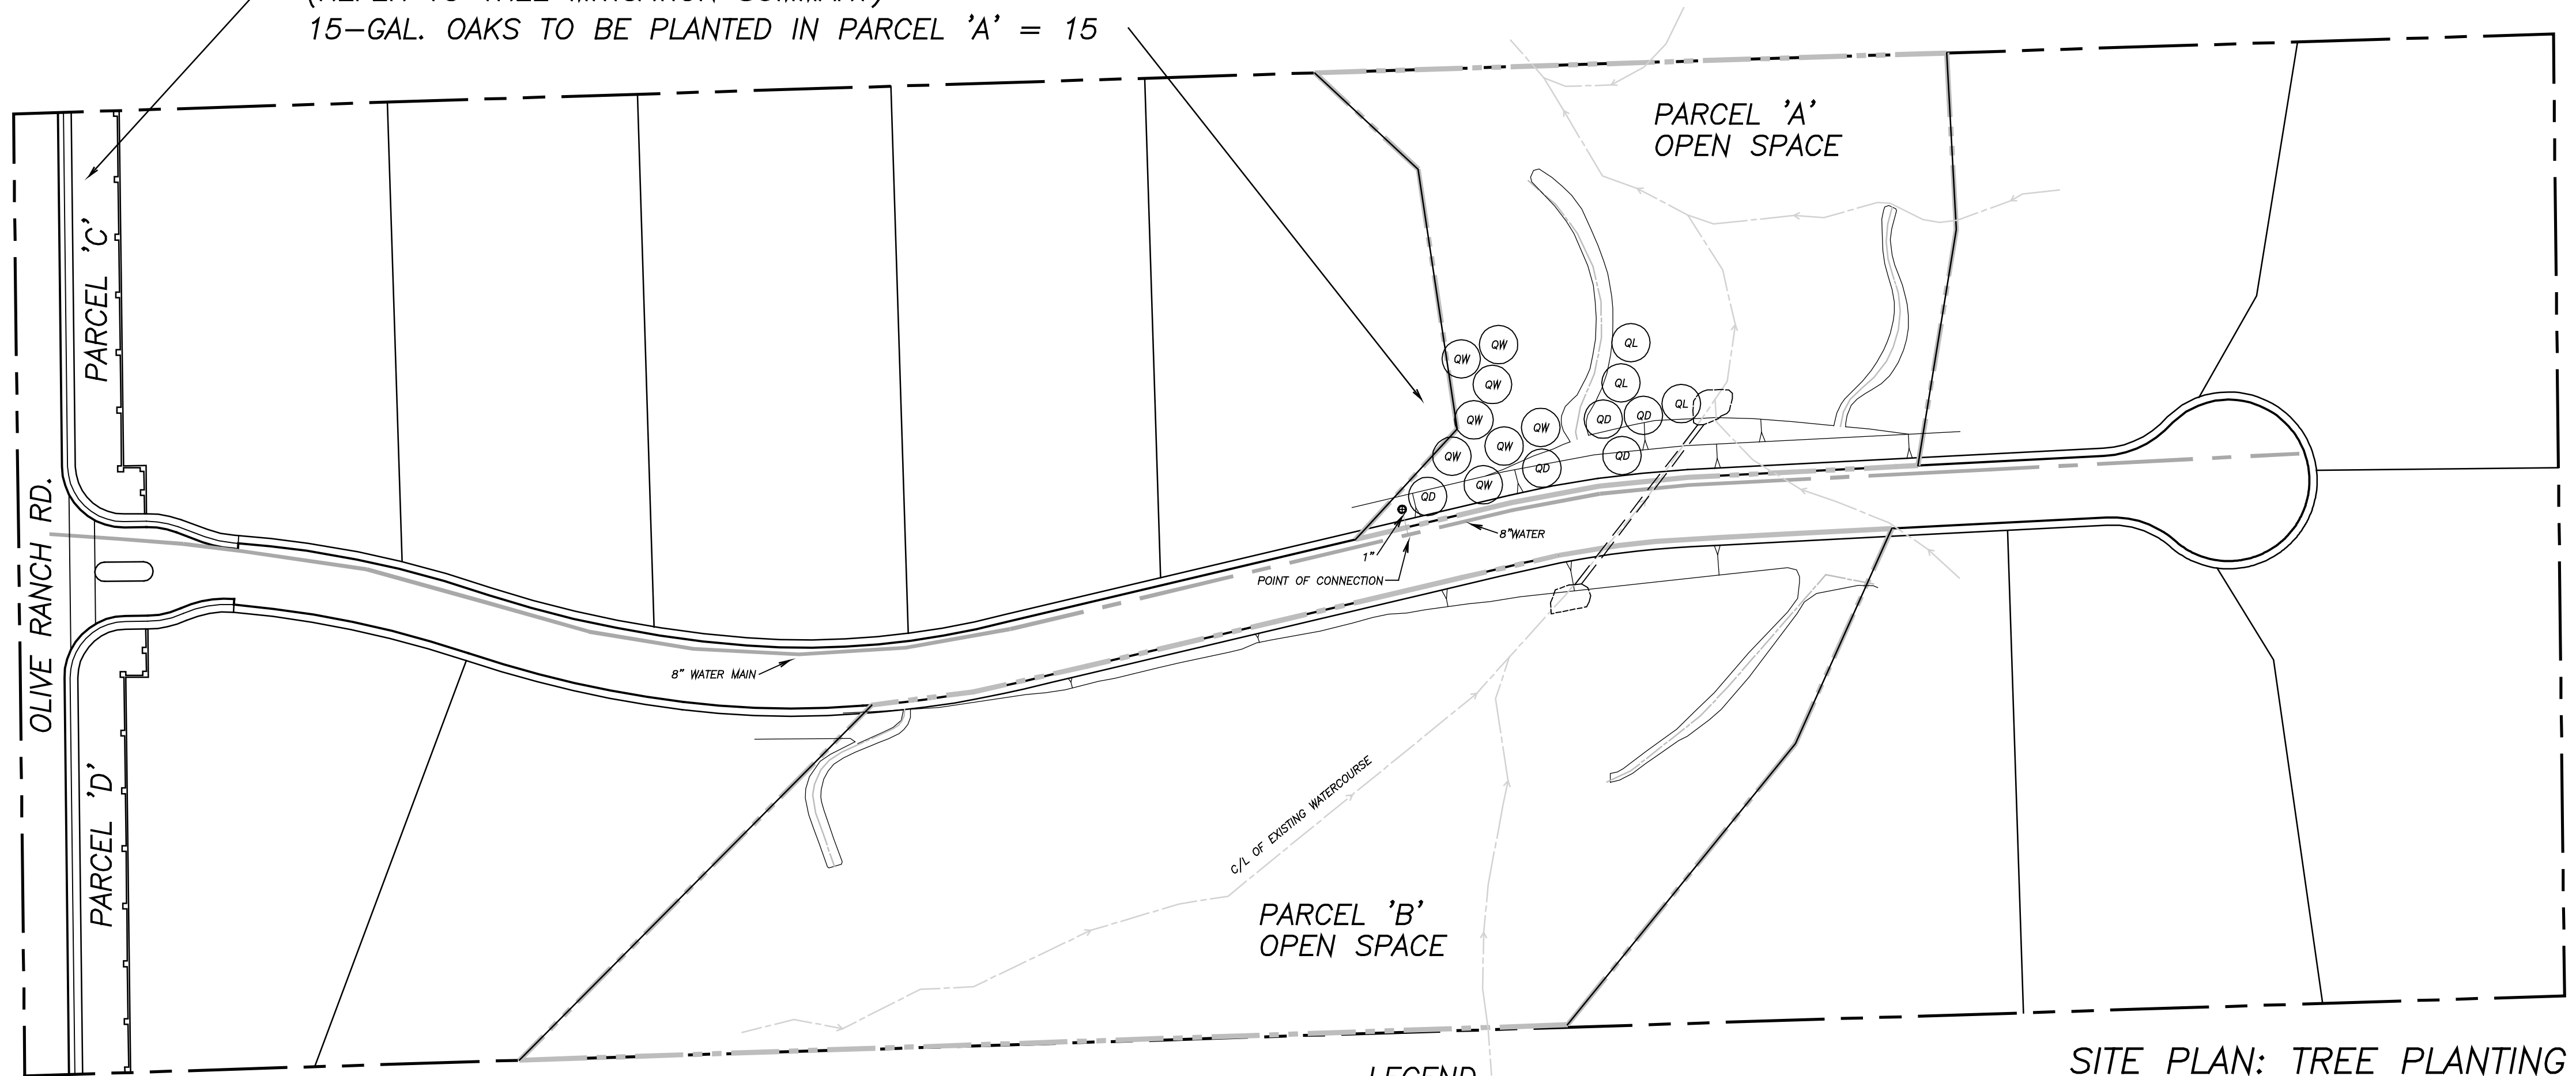 15-GAL. OAKS TO BE PLANTED IN PARCEL 'A' = 15
PARCEL 'A'
OPEN SPACE
PARCEL 'C'
OLIVE RANCH RD.
PARCEL 'D'
QW
QW
QW
QW
QW
QW
QW
QW
QD
QD
QL
QL
QL
QD
QD
QD
1"
8"WATER
POINT OF CONNECTION
8" WATER MAIN
C/L OF EXISTING WATERCOURSE
PARCEL 'B'
OPEN SPACE
LEGEND
SITE PLAN: TREE PLANTING